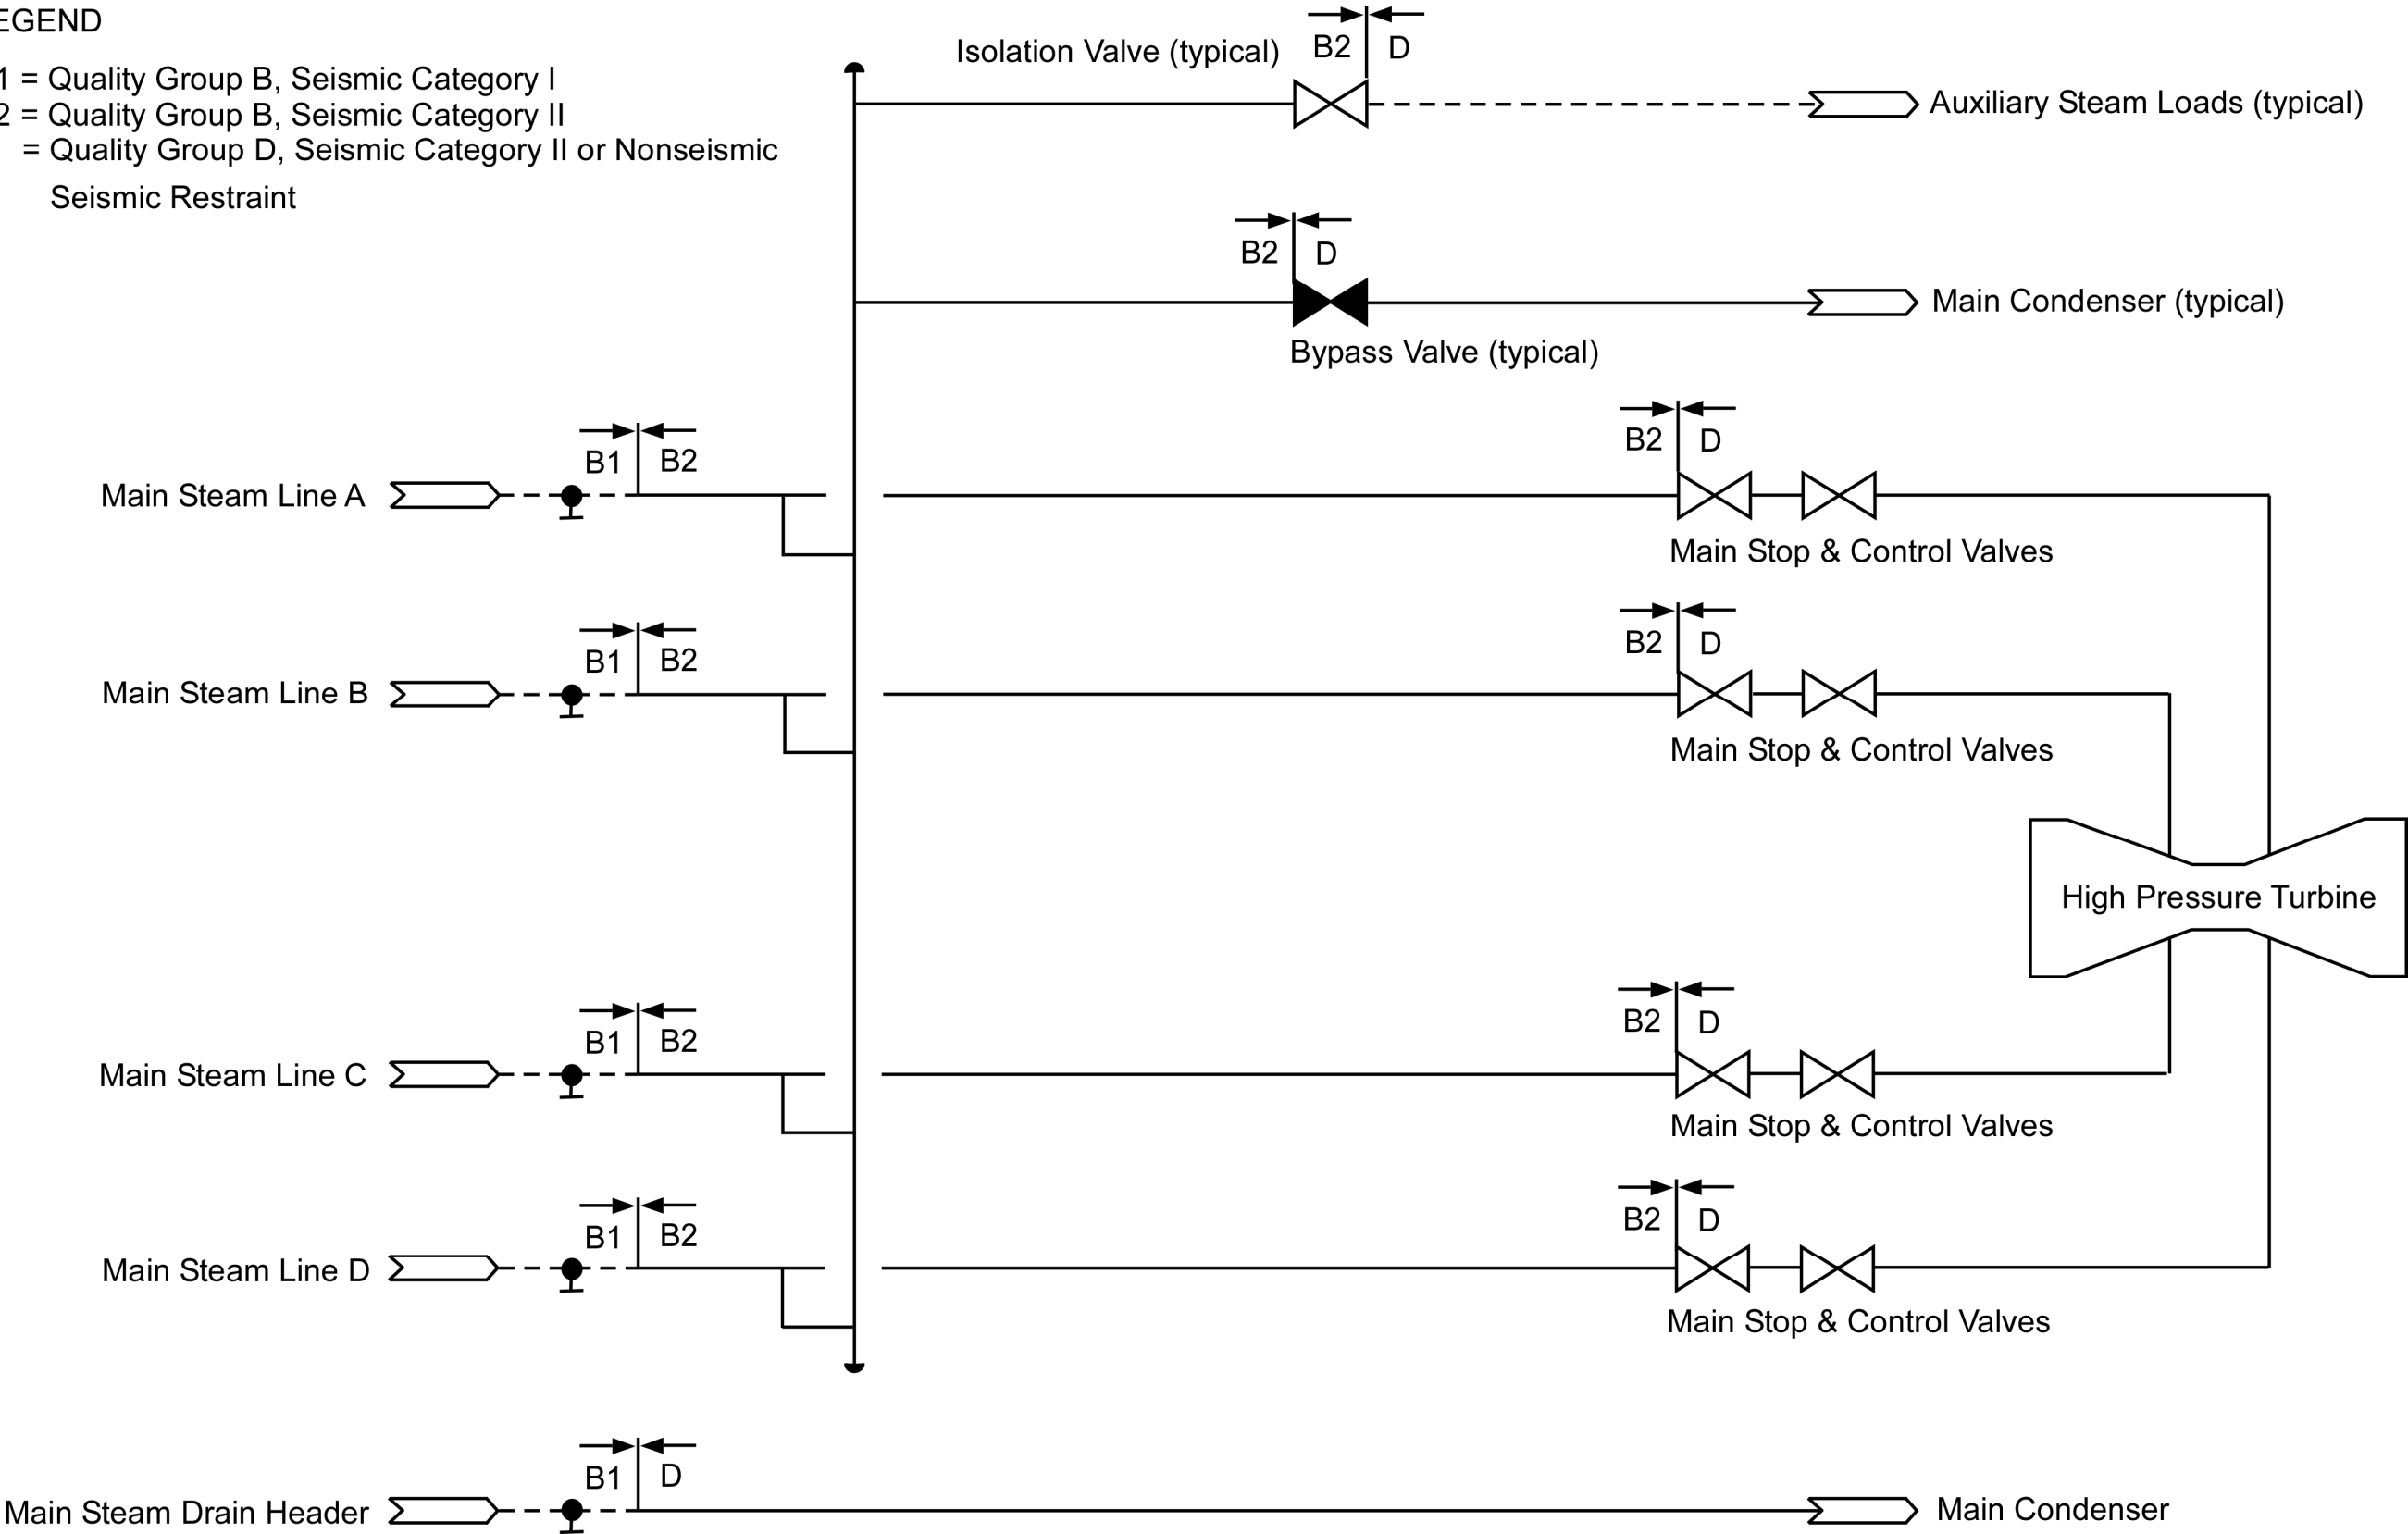 EGEND
1 = Quality Group B, Seismic Category I
2 = Quality Group B, Seismic Category II
= Quality Group D, Seismic Category II or Nonseismic
Seismic Restraint
B2 D
Isolation Valve (typical)
Auxiliary Steam Loads (typical)
B2 D
Main Condenser (typical)
Bypass Valve (typical)
B2 D
B1 B2
Main Steam Line A
Main Stop & Control Valves
B2 D
B1 B2
Main Steam Line B
Main Stop & Control Valves
High Pressure Turbine
B2 D
B1 B2
Main Steam Line C
Main Stop & Control Valves
B2 D
B1 B2
Main Steam Line D
Main Stop & Control Valves
B1 D
Main Steam Drain Header
Main Condenser